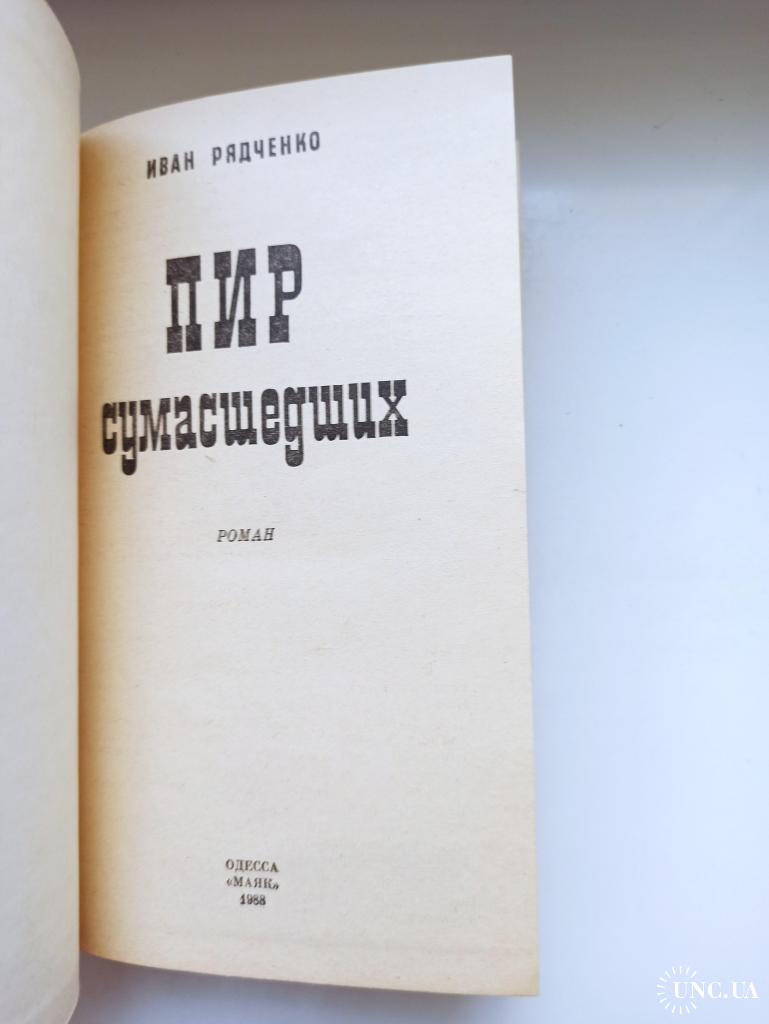 ИВАН РЯДЧЕНКО
ПИР
сумасшедших
РОМАН
ОДЕССА
«МАЯК»
1988
UNC.UA